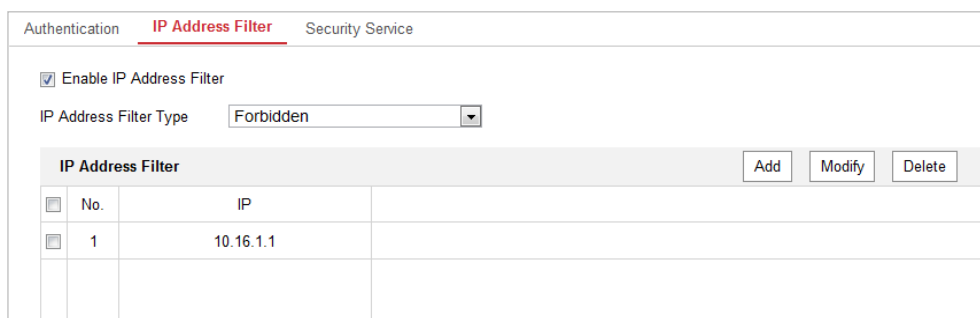 Authentication IP Address Filter Security Service
Enable IP Address Filter
IP Address Filter Type Forbidden
IP Address Filter Add Modify Delete
No. IP
1 10.16.1.1